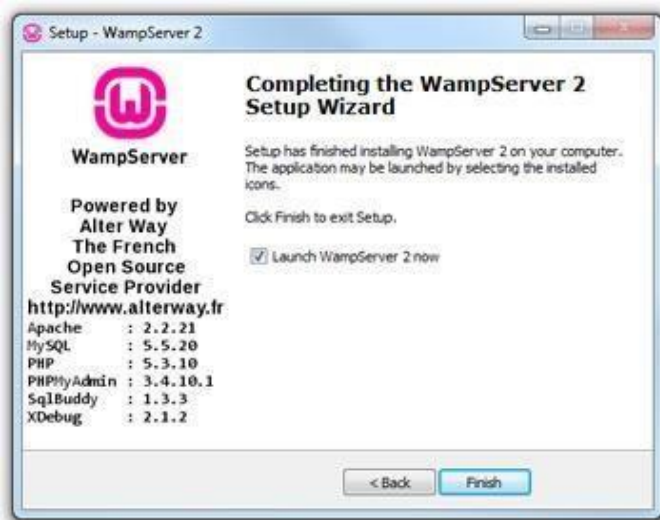 Setup - WampServer 2
WampServer
Powered by
Alter Way
The French
Open Source
Service Provider
http://www.alterway.fr
Apache : 2.2.21
MySQL : 5.5.20
PHP : 5.3.10
PHPMyAdmin : 3.4.10.1
SqlBuddy : 1.3.3
XDebug : 2.1.2
Completing the WampServer 2
Setup Wizard
Setup has finished installing WampServer 2 on your computer.
The application may be launched by selecting the installed
icons.
Click Finish to exit Setup.
Launch WampServer 2 now
< Back
Finish